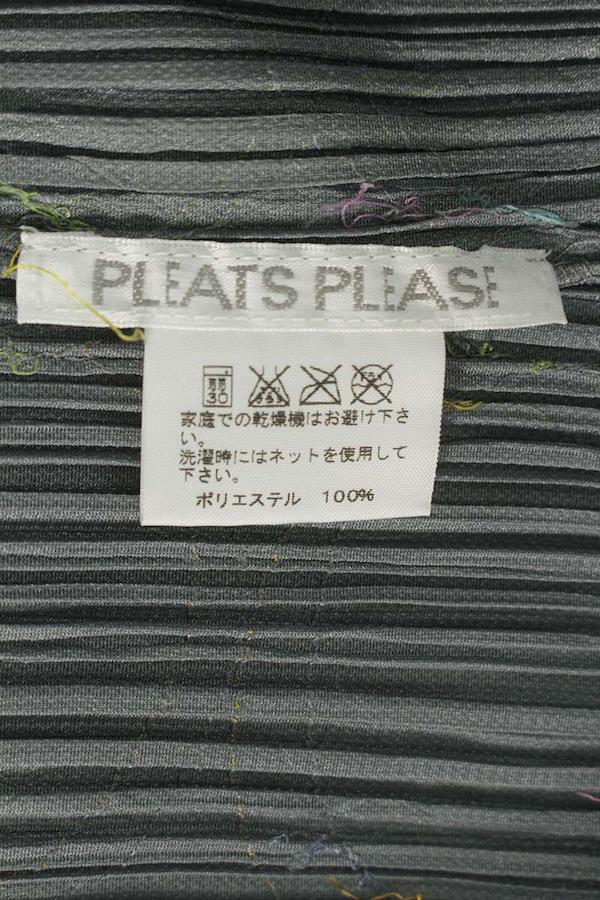 PLEATS PLEASE
家庭での乾燥機はお避け下さ
い。
洗濯時にはネットを使用して
下さい。
ポリエステル 100%